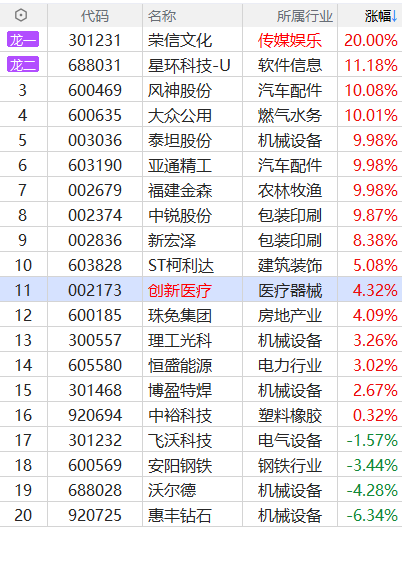 代码 名称 所属行业 涨幅↓
龙一 301231 荣信文化 传媒娱乐 20.00%
龙二 688031 星环科技-U 软件信息 11.18%
3 600469 风神股份 汽车配件 10.08%
4 600635 大众公用 燃气水务 10.01%
5 003036 泰坦股份 机械设备 9.98%
6 603190 亚通精工 汽车配件 9.98%
7 002679 福建金森 农林牧渔 9.98%
8 002374 中锐股份 包装印刷 9.87%
9 002836 新宏泽 包装印刷 8.38%
10 603828 ST柯利达 建筑装饰 5.08%
11 002173 创新医疗 医疗器械 4.32%
12 600185 珠免集团 房地产业 4.09%
13 300557 理工光科 机械设备 3.26%
14 605580 恒盛能源 电力行业 3.02%
15 301468 博盈特焊 机械设备 2.67%
16 920694 中裕科技 塑料橡胶 0.32%
17 301232 飞沃科技 电气设备 -1.57%
18 600569 安阳钢铁 钢铁行业 -3.44%
19 688028 沃尔德 机械设备 -4.28%
20 920725 惠丰钻石 机械设备 -6.34%